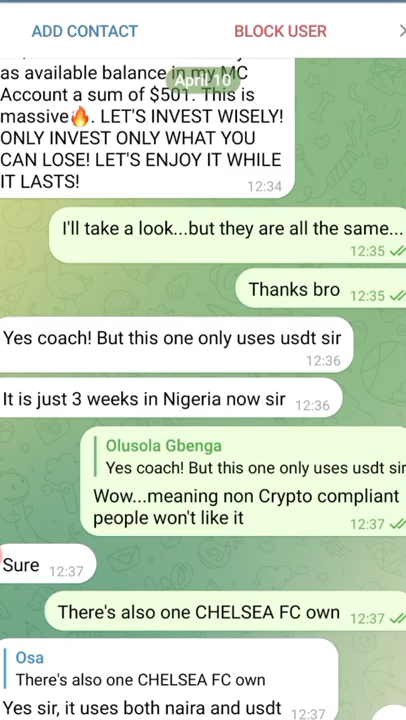 ADD CONTACT BLOCK USER
as available balance in my MC
April 10
Account a sum of $501. This is
massive🔥. LET'S INVEST WISELY!
ONLY INVEST ONLY WHAT YOU
CAN LOSE! LET'S ENJOY IT WHILE
IT LASTS!
12:34
I'll take a look...but they are all the same...
12:35
Thanks bro 12:35
Yes coach! But this one only uses usdt sir
12:36
It is just 3 weeks in Nigeria now sir 12:36
Olusola Gbenga
Yes coach! But this one only uses usdt sir
Wow...meaning non Crypto compliant
people won't like it 12:37
Sure 12:37
There's also one CHELSEA FC own 12:37
Osa
There's also one CHELSEA FC own
Yes sir, it uses both naira and usdt 12:37